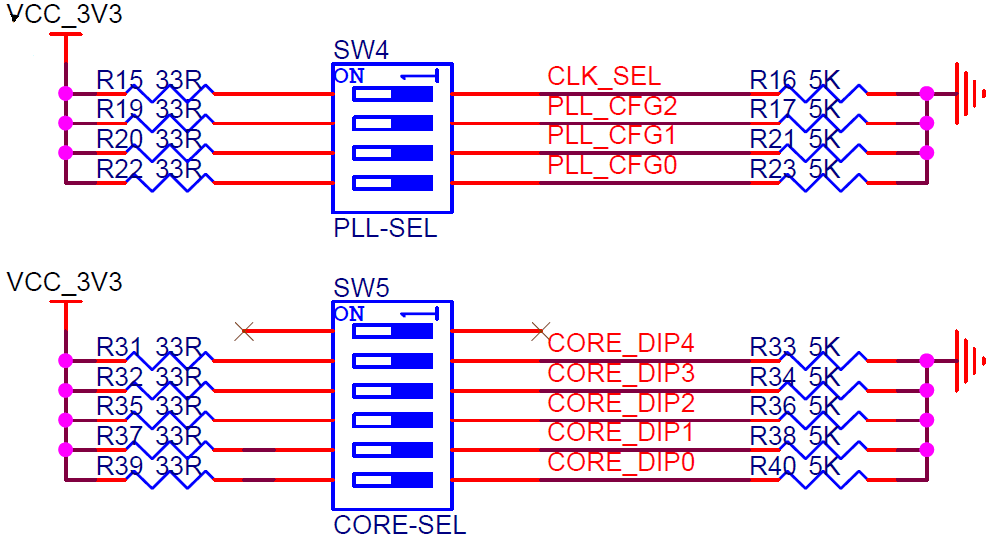 VCC_3V3
SW4
ON 1
R15 33R CLK_SEL R16 5K
R19 33R PLL_CFG2 R17 5K
R20 33R PLL_CFG1 R21 5K
R22 33R PLL_CFG0 R23 5K
PLL-SEL
VCC_3V3
SW5
ON 1
CORE_DIP4
R31 33R R33 5K
CORE_DIP3
R32 33R R34 5K
CORE_DIP2
R35 33R R36 5K
CORE_DIP1
R37 33R R38 5K
CORE_DIP0
R39 33R R40 5K
CORE-SEL